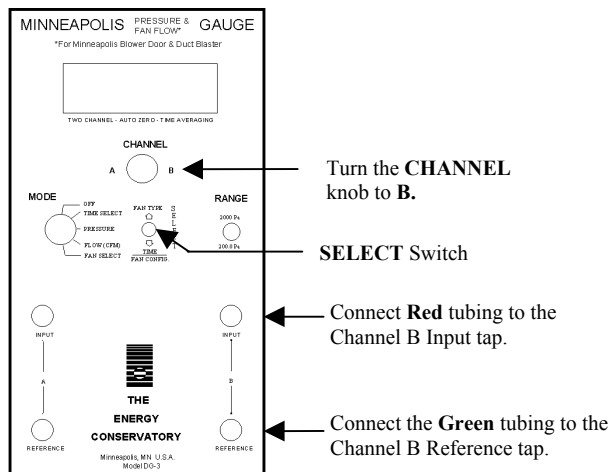 MINNEAPOLIS PRESSURE & FAN FLOW* GAUGE
*For Minneapolis Blower Door & Duct Blaster
TWO CHANNEL - AUTO ZERO - TIME AVERAGING
CHANNEL
A B
Turn the CHANNEL
knob to B.
MODE
OFF
TIME SELECT
PRESSURE
FLOW (CFM)
FAN SELECT
FAN TYPE
SELECT
TIME
FAN CONFIG.
RANGE
2000 Pa
200.0 Pa
SELECT Switch
INPUT
INPUT
Connect Red tubing to the
Channel B Input tap.
A
B
THE
ENERGY
CONSERVATORY
REFERENCE
REFERENCE
Connect the Green tubing to the
Channel B Reference tap.
Minneapolis, MN U.S.A.
Model DG-3